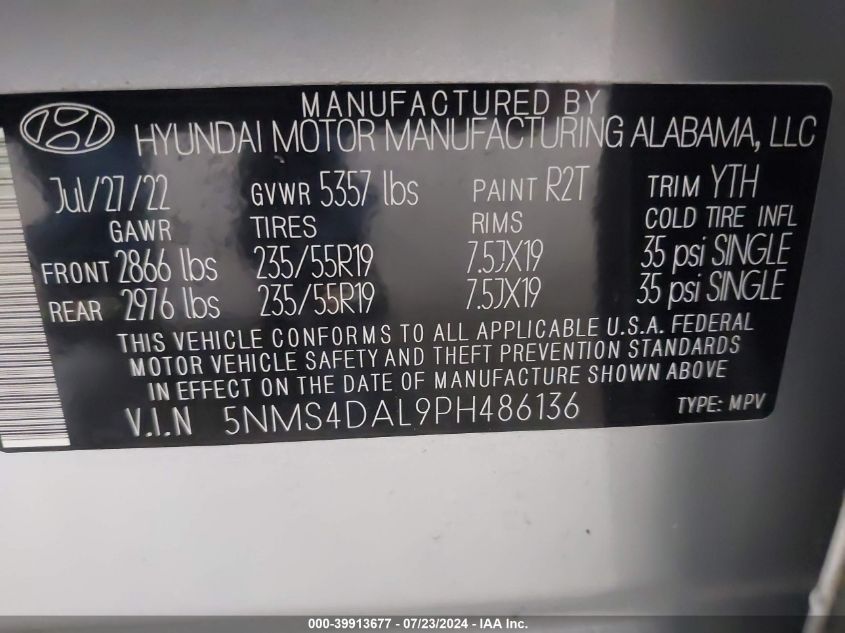 MANUFACTURED BY
HYUNDAI MOTOR MANUFACTURING ALABAMA, LLC
Jul/27/22 GVWR 5357 lbs PAINT R2T TRIM YTH
GAWR TIRES RIMS COLD TIRE INFL
FRONT 2866 lbs 235/55R19 7.5JX19 35 psi SINGLE
REAR 2976 lbs 235/55R19 7.5JX19 35 psi SINGLE
THIS VEHICLE CONFORMS TO ALL APPLICABLE U.S.A. FEDERAL
MOTOR VEHICLE SAFETY AND THEFT PREVENTION STANDARDS
IN EFFECT ON THE DATE OF MANUFACTURE SHOWN ABOVE
V.I.N 5NMS4DAL9PH486136 TYPE: MPV
000-39913677 - 07/23/2024 - IAA Inc.